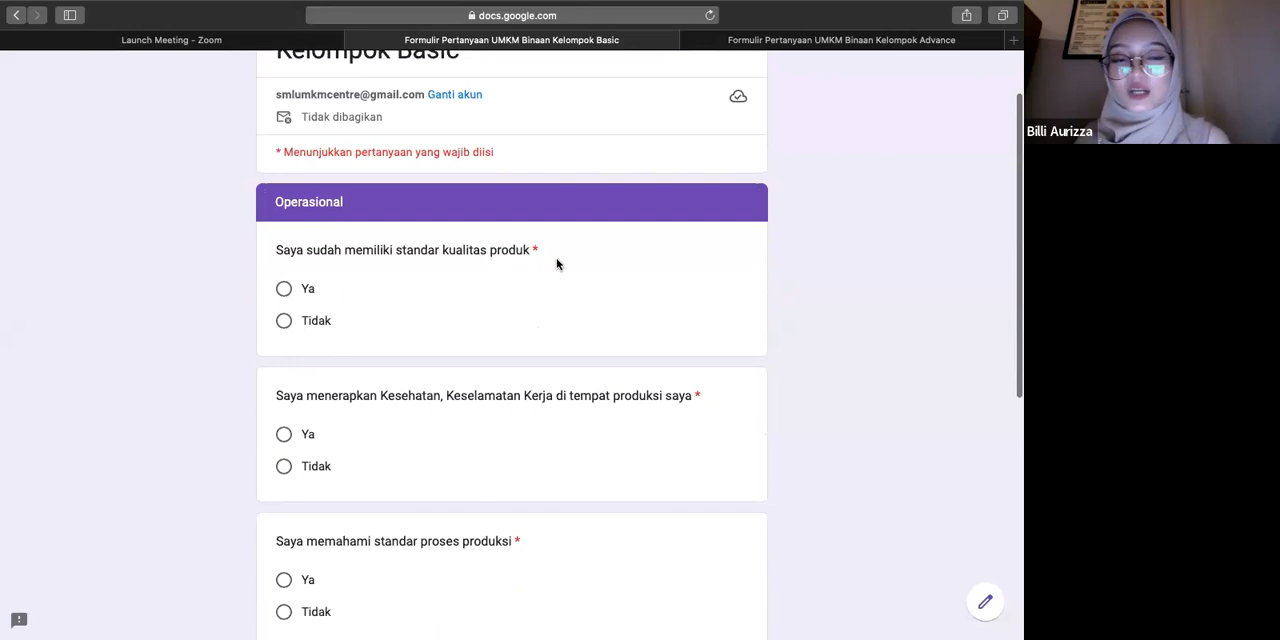 docs.google.com
Launch Meeting - Zoom
Formulir Pertanyaan UMKM Binaan Kelompok Basic
Formulir Pertanyaan UMKM Binaan Kelompok Advance
Kelompok Basic
smlumkmcentre@gmail.com Ganti akun
Tidak dibagikan
* Menunjukkan pertanyaan yang wajib diisi
Operasional
Saya sudah memiliki standar kualitas produk *
Ya
Tidak
Saya menerapkan Kesehatan, Keselamatan Kerja di tempat produksi saya *
Ya
Tidak
Saya memahami standar proses produksi *
Ya
Tidak
Billi Aurizza